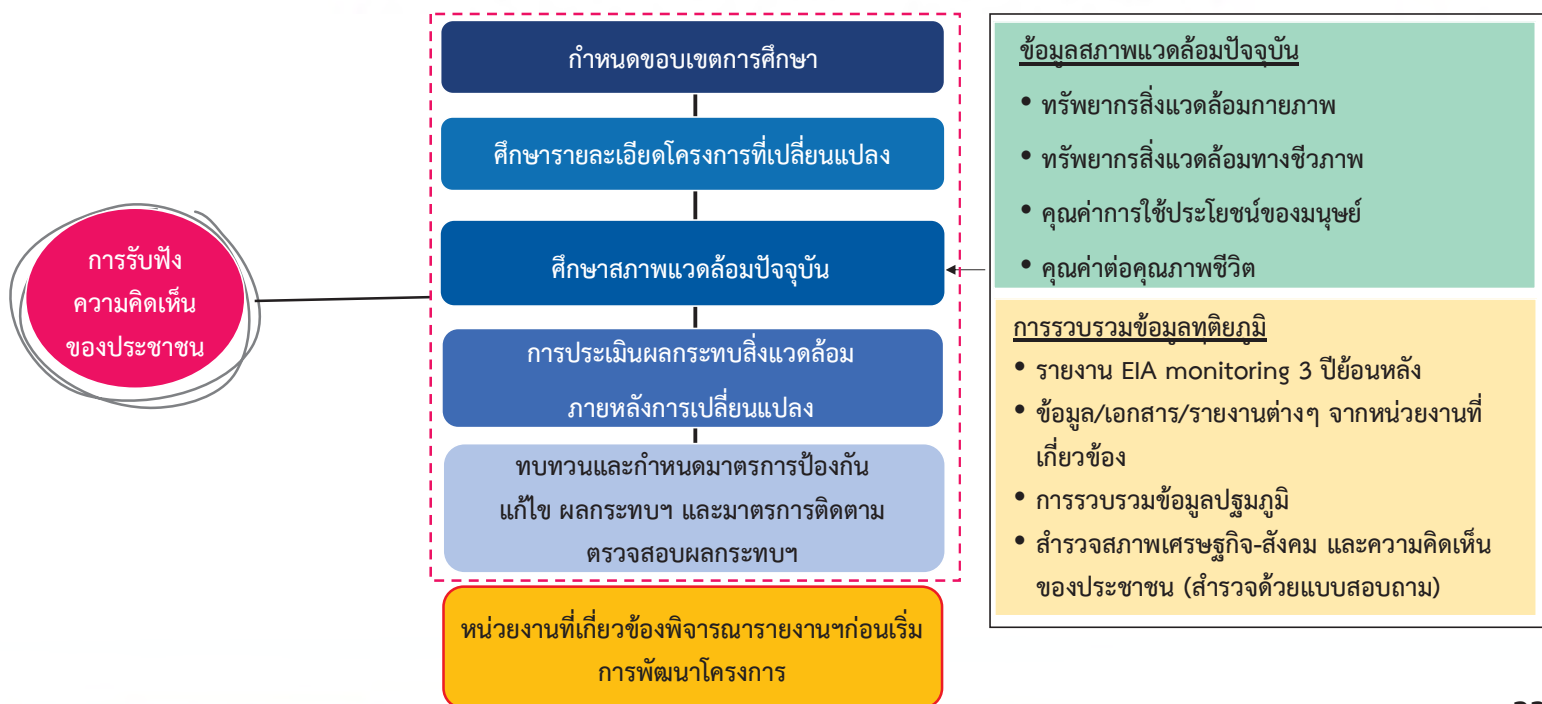 การรับฟัง
ความคิดเห็น
ของประชาชน
กำหนดขอบเขตการศึกษา
ศึกษารายละเอียดโครงการที่เปลี่ยนแปลง
ศึกษาสภาพแวดล้อมปัจจุบัน
การประเมินผลกระทบสิ่งแวดล้อม
ภายหลังการเปลี่ยนแปลง
ทบทวนและกำหนดมาตรการป้องกัน
แก้ไข ผลกระทบฯ และมาตรการติดตาม
ตรวจสอบผลกระทบฯ
หน่วยงานที่เกี่ยวข้องพิจารณารายงานฯก่อนเริ่ม
การพัฒนาโครงการ
ข้อมูลสภาพแวดล้อมปัจจุบัน
• ทรัพยากรสิ่งแวดล้อมกายภาพ
• ทรัพยากรสิ่งแวดล้อมทางชีวภาพ
• คุณค่าการใช้ประโยชน์ของมนุษย์
• คุณค่าต่อคุณภาพชีวิต
การรวบรวมข้อมูลทุติยภูมิ
• รายงาน EIA monitoring 3 ปีย้อนหลัง
• ข้อมูล/เอกสาร/รายงานต่างๆ จากหน่วยงานที่
เกี่ยวข้อง
• การรวบรวมข้อมูลปฐมภูมิ
• สำรวจสภาพเศรษฐกิจ-สังคม และความคิดเห็น
ของประชาชน (สำรวจด้วยแบบสอบถาม)